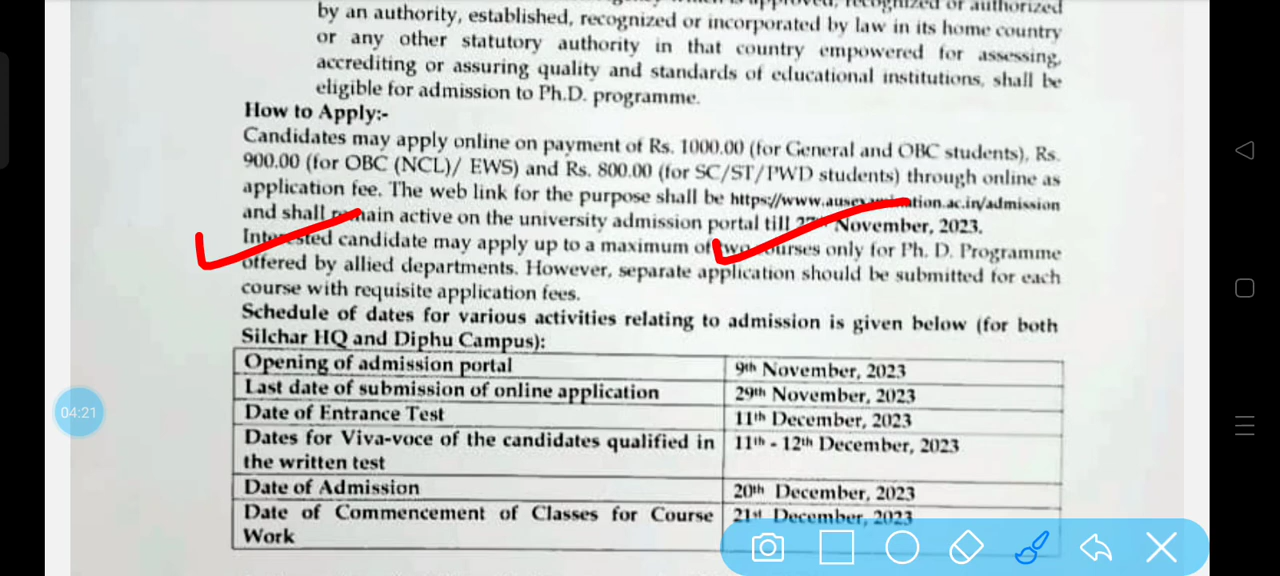 by an authority, established, recognized or incorporated by law in its home country
or any other statutory authority in that country empowered for assessing,
accrediting or assuring quality and standards of educational institutions, shall be
eligible for admission to Ph.D. programme.
How to Apply:-
Candidates may apply online on payment of Rs. 1000.00 (for General and OBC students), Rs.
900.00 (for OBC (NCL)/ EWS) and Rs. 800.00 (for SC/ST/PWD students) through online as
application fee. The web link for the purpose shall be
and shall remain active on the university admission portal till November, 2023.
Interested candidate may apply up to a maximum of two courses only for Ph. D. Programme
offered by allied departments. However, separate application should be submitted for each
course with requisite application fees.
Schedule of dates for various activities relating to admission is given below (for both
Silchar HQ and Diphu Campus):
Opening of admission portal 9th November, 2023
Last date of submission of online application 29th November, 2023
Date of Entrance Test 11th December, 2023
Dates for Viva-voce of the candidates qualified in 11th - 12th December, 2023
the written test
Date of Admission 20th December, 2023
Date of Commencement of Classes for Course 21st December, 2023
Work
04:21